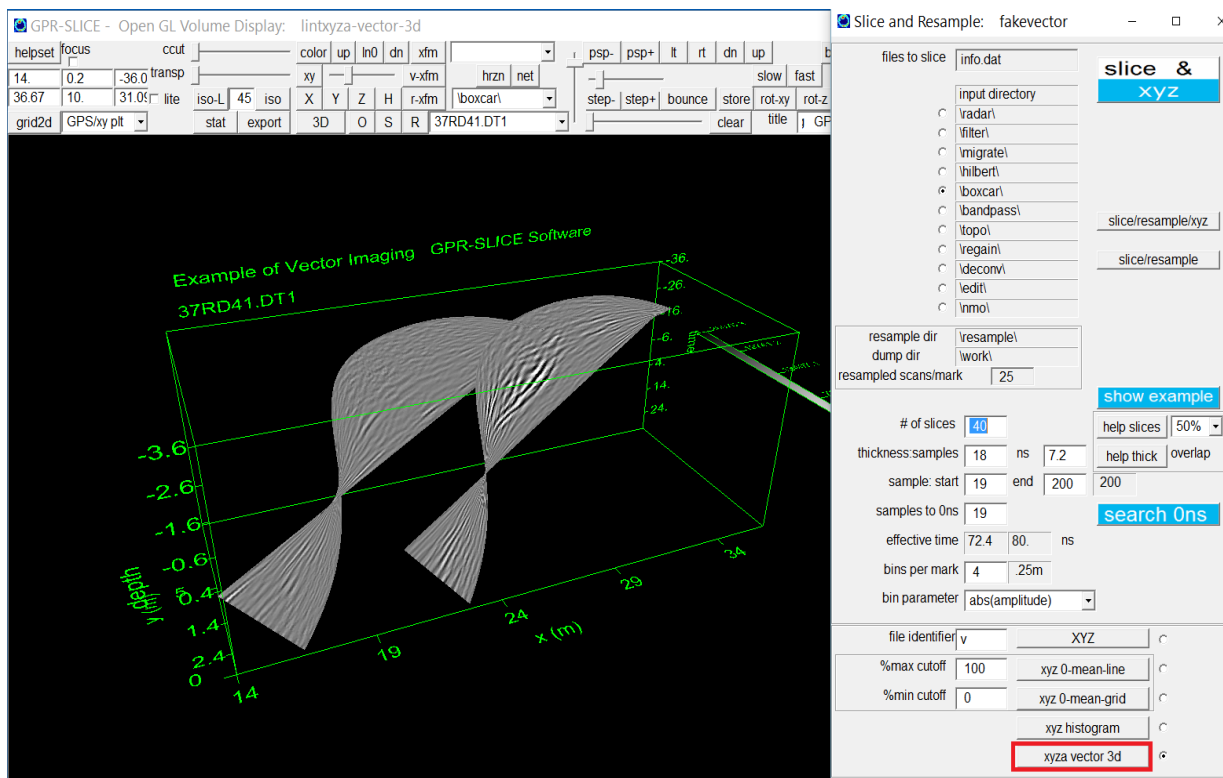 GPR-SLICE - Open GL Volume Display: lintxyza-vector-3d
helpset focus ccut color up ln0 dn xfm psp- psp+ lt rt dn up
14. 0.2 -36.0 transp xy v-xfm hrzn net slow fast
36.67 10. lite iso-L 45 iso X Y Z H r-xfm \boxcar\ step- step+ bounce store rot-xy rot-z
grid2d GPS/xy plt stat export 3D O S R 37RD41.DT1 clear title
Example of Vector Imaging GPR-SLICE Software
37RD41.DT1
-36.
-26.
-16.
-6.
-4.
-14.
-24.
time
-3.6
-2.6
-1.6
-0.6
0.4
1.4
2.4
0
14
19
24
29
34
x (m)
Slice and Resample: fakevector
files to slice info.dat
slice &
xyz
input directory
\radar\
\filter\
\migrate\
\hilbert\
\boxcar\
\bandpass\
\topo\
\regain\
\deconv\
\edit\
\nmo\
slice/resample/xyz
slice/resample
resample dir \resample\
dump dir \work\
resampled scans/mark 25
show example
# of slices 40 help slices 50%
thickness:samples 18 ns 7.2 help thick overlap
sample: start 19 end 200 200
samples to 0ns 19 search 0ns
effective time 72.4 80. ns
bins per mark 4 .25m
bin parameter abs(amplitude)
file identifier v XYZ
%max cutoff 100 xyz 0-mean-line
%min cutoff 0 xyz 0-mean-grid
xyz histogram
xyza vector 3d